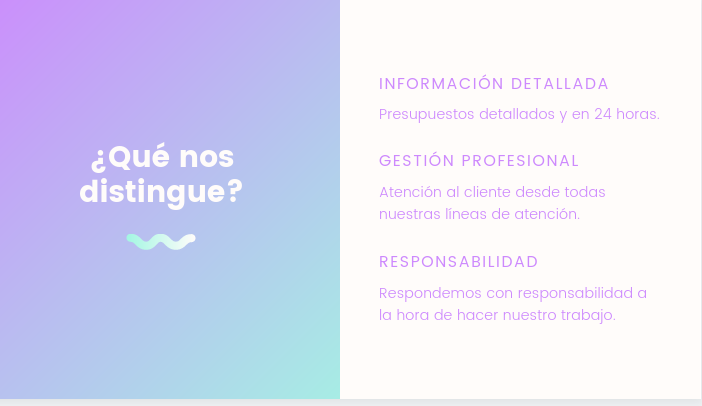 ¿Qué nos
distingue?
INFORMACIÓN DETALLADA
Presupuestos detallados y en 24 horas.
GESTIÓN PROFESIONAL
Atención al cliente desde todas
nuestras líneas de atención.
RESPONSABILIDAD
Respondemos con responsabilidad a
la hora de hacer nuestro trabajo.